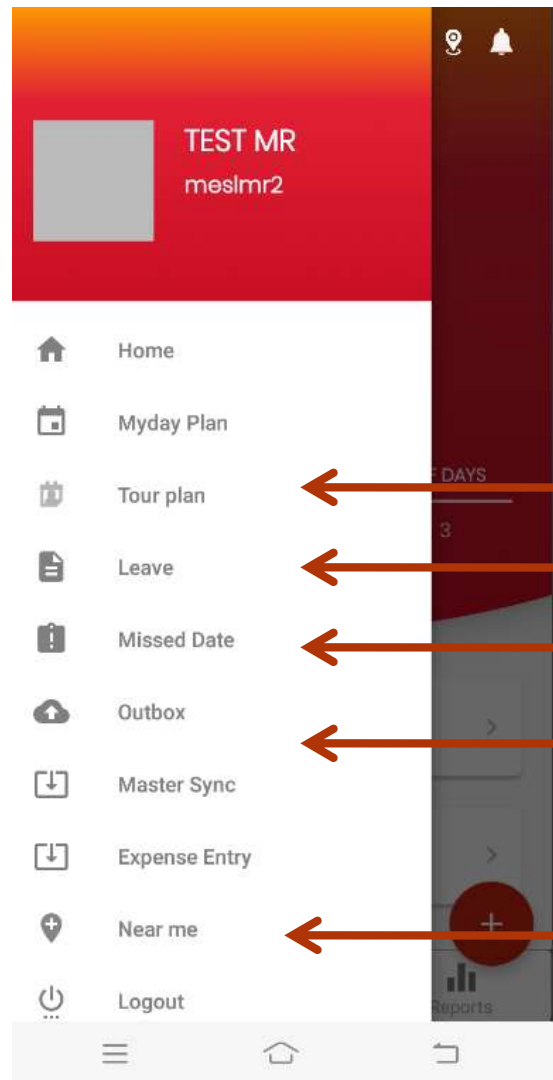 TEST MR
meslmr2
Home
Myday Plan
Tour plan
DAYS
3
Leave
Missed Date
Outbox
Master Sync
Expense Entry
Near me
Logout
Reports